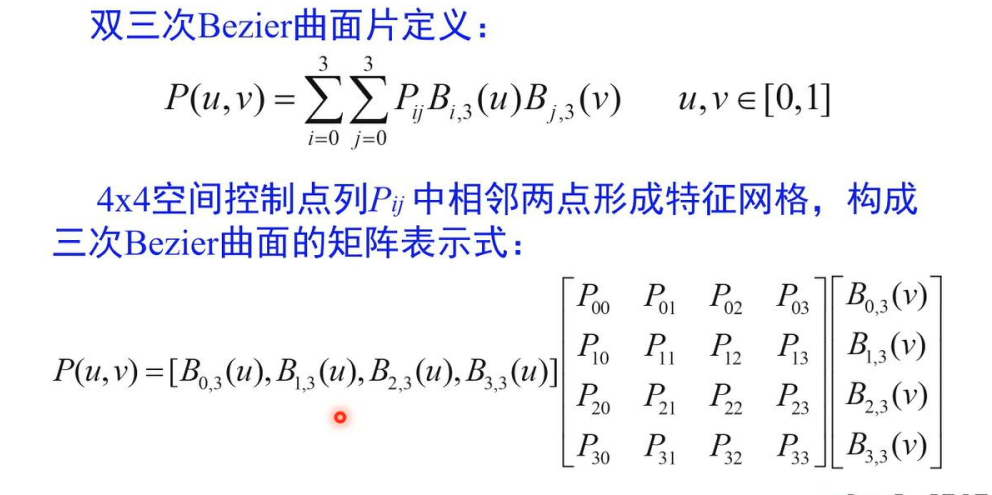 双三次Bezier曲面片定义：
P(u,v) = \sum_{i=0}^{3} \sum_{j=0}^{3} P_{ij} B_{i,3}(u) B_{j,3}(v)    u,v ∈ [0,1]
4x4空间控制点列P_{ij} 中相邻两点形成特征网格，构成
三次Bezier曲面的矩阵表示式：
P(u,v) = [B_{0,3}(u), B_{1,3}(u), B_{2,3}(u), B_{3,3}(u)] \begin{bmatrix} P_{00} & P_{01} & P_{02} & P_{03} \\ P_{10} & P_{11} & P_{12} & P_{13} \\ P_{20} & P_{21} & P_{22} & P_{23} \\ P_{30} & P_{31} & P_{32} & P_{33} \end{bmatrix} \begin{bmatrix} B_{0,3}(v) \\ B_{1,3}(v) \\ B_{2,3}(v) \\ B_{3,3}(v) \end{bmatrix}